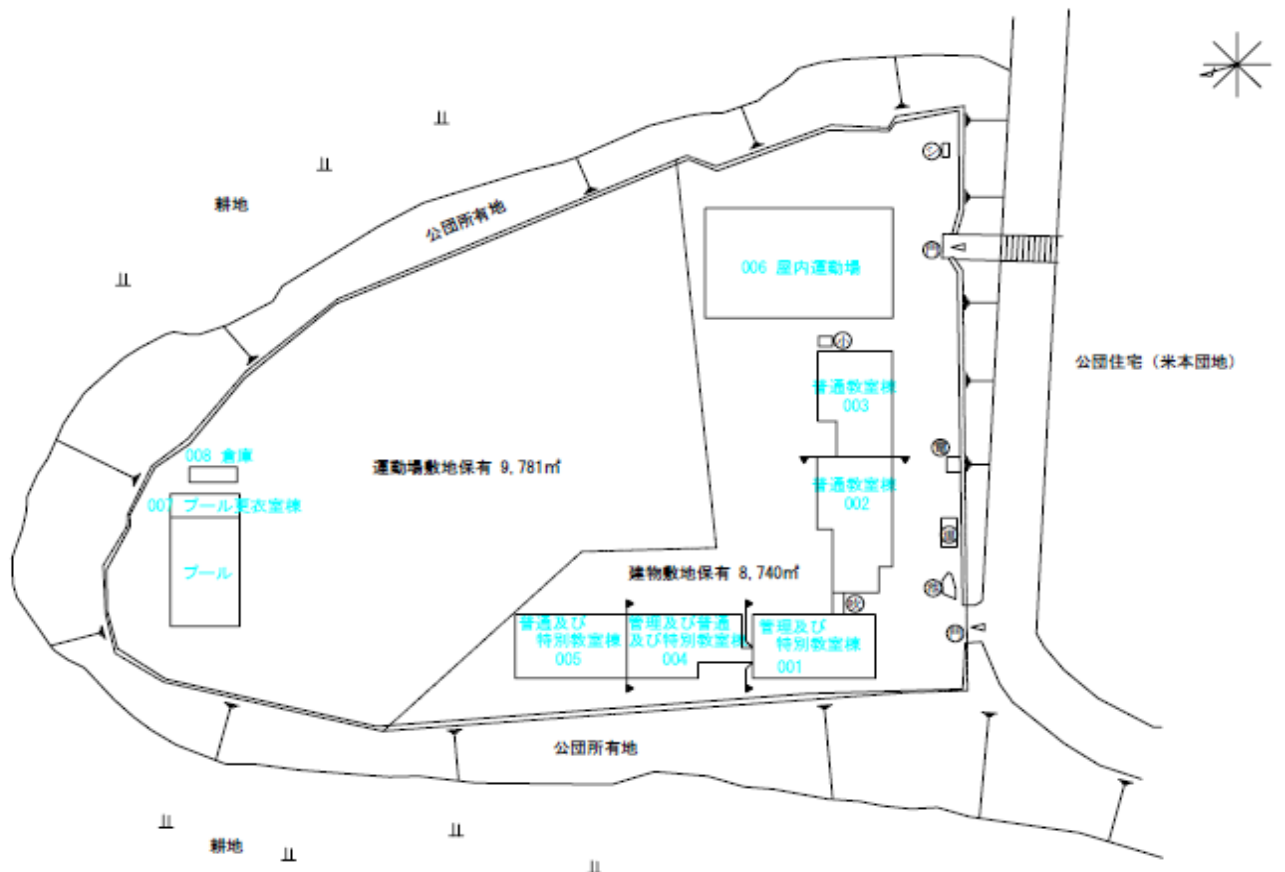 耕地
公団所有地
006 屋内運動場
小
公団住宅（米本団地）
普通教室棟
003
008 倉庫
運動場敷地保有 9,781㎡
普通教室棟
002
007 プール更衣室棟
プール
建物敷地保有 8,740㎡
普通及び
特別教室棟
005
管理及び普通
及び特別教室棟
004
管理及び
特別教室棟
001
公団所有地
耕地